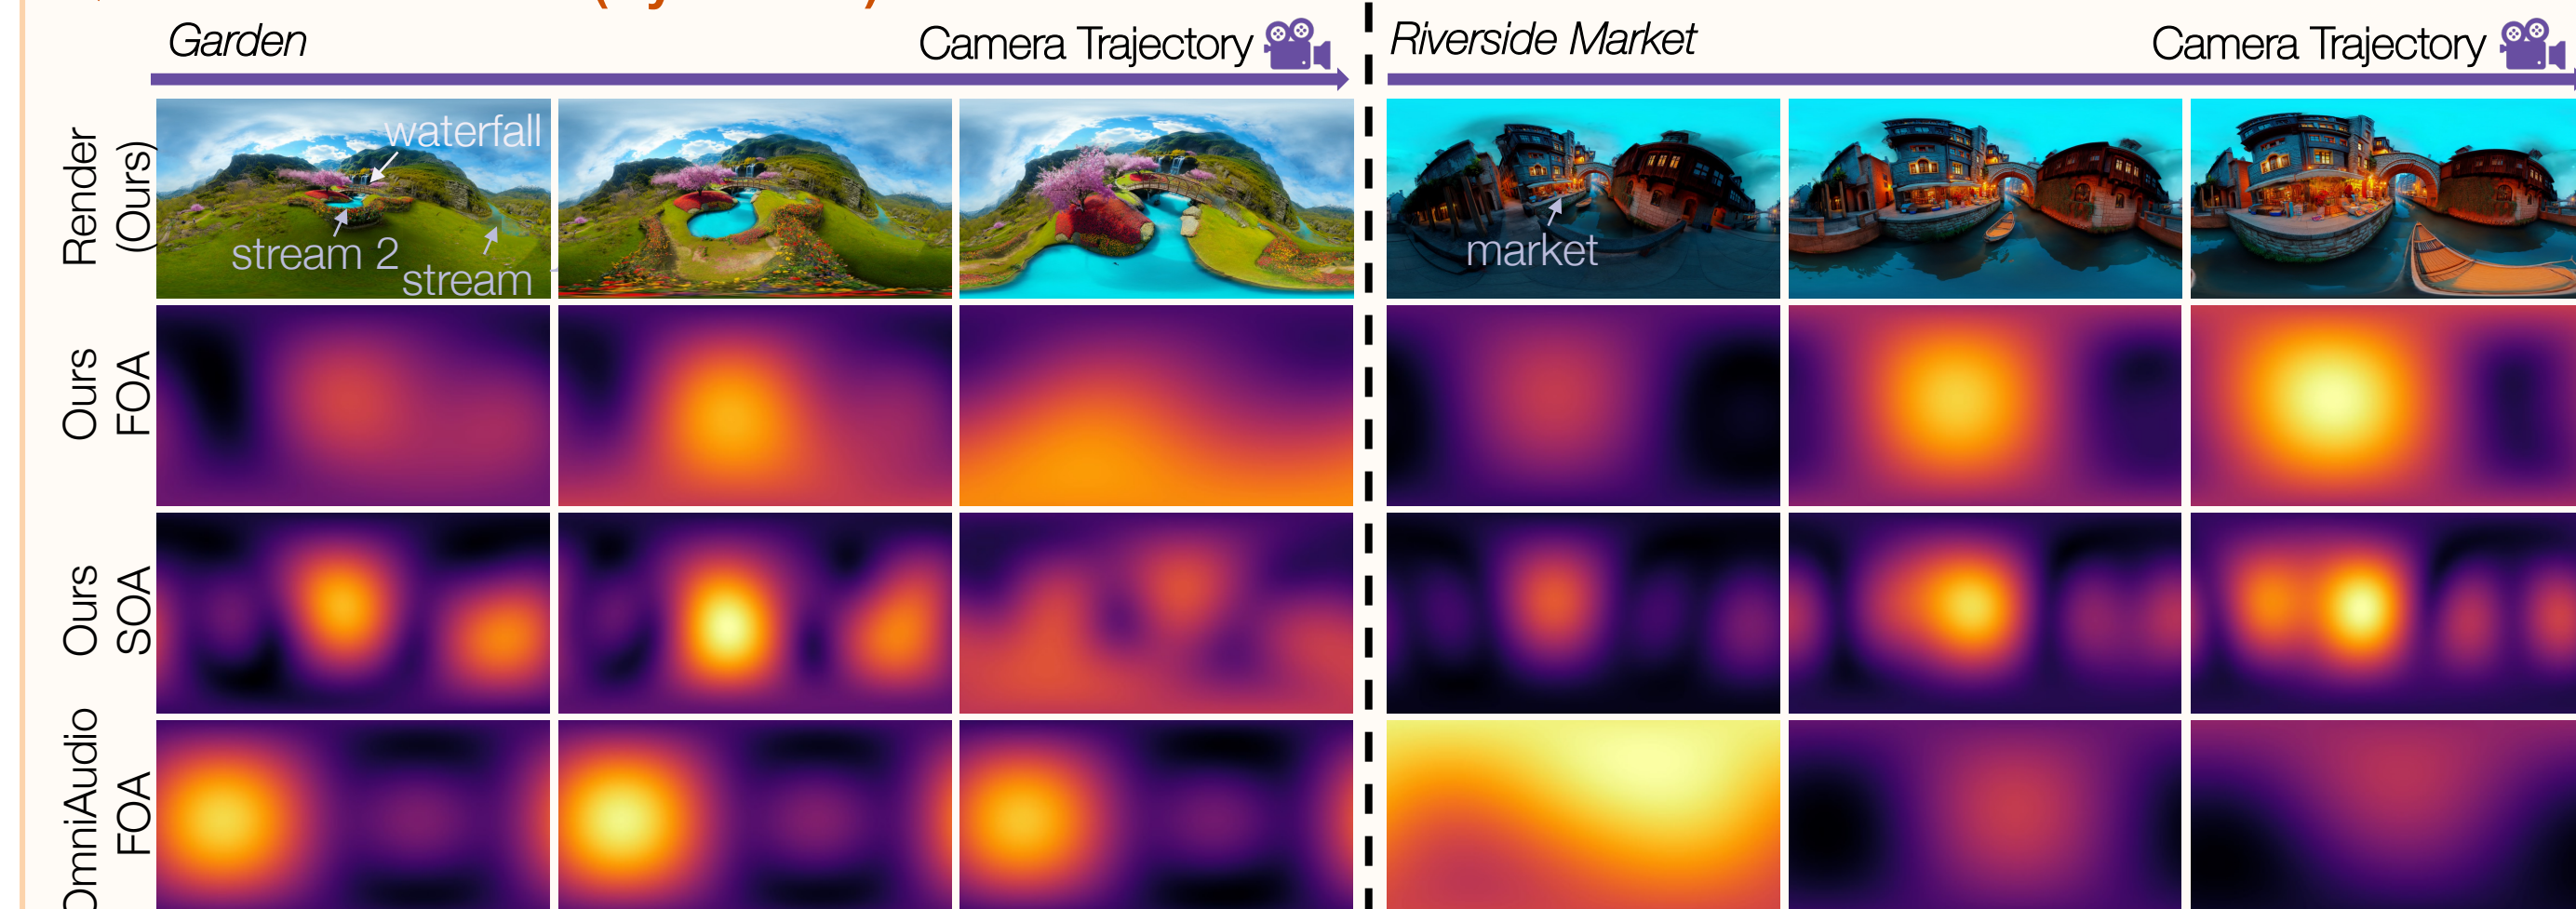 Garden
Camera Trajectory
Riverside Market
Camera Trajectory
Render
(Ours)
waterfall
stream 2
stream
market
Ours
FOA
Ours
SOA
OmniAudio
FOA